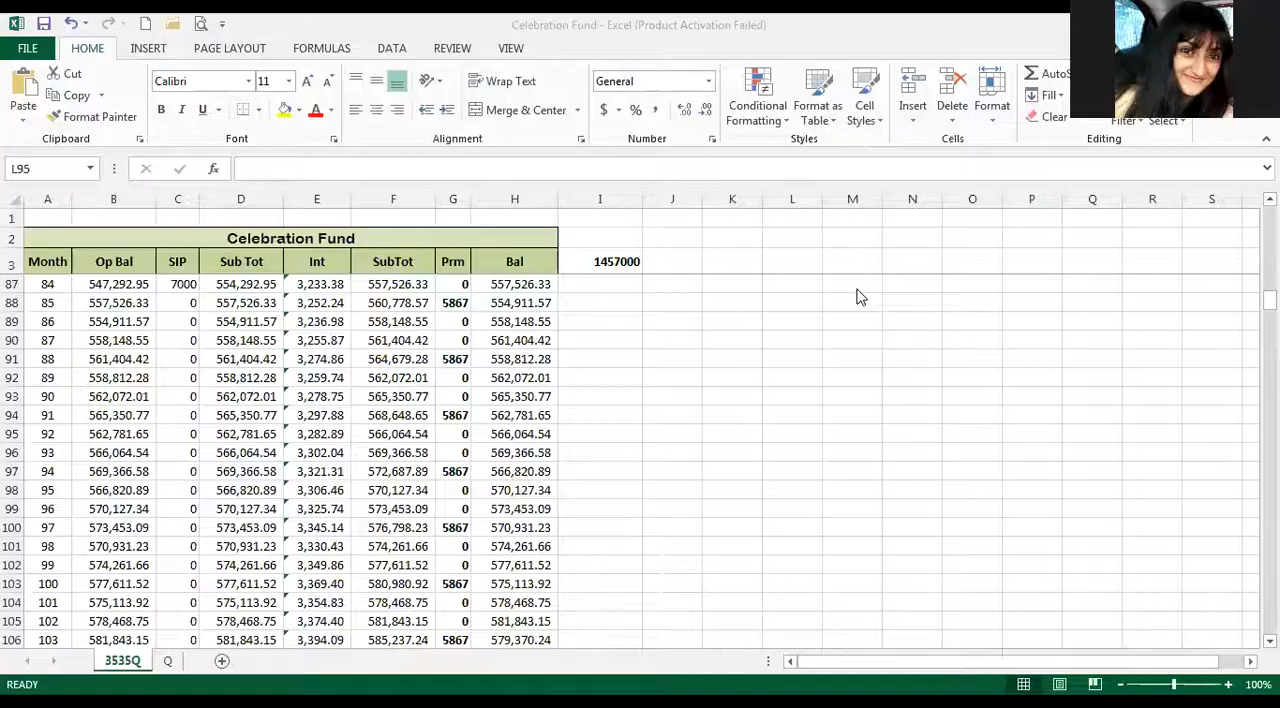 Celebration Fund - Excel (Product Activation Failed)
FILE HOME INSERT PAGE LAYOUT FORMULAS DATA REVIEW VIEW
Cut
Copy
Format Painter
Paste
Calibri 11
B I U
Wrap Text
Merge & Center
General
$ % ,
Conditional Formatting
Format as Table
Cell Styles
Insert Delete Format
Fill
Clear
Clipboard Font Alignment Number Styles Cells Editing
L95 fx
A B C D E F G H I J K L M N O P Q R S
1
2 Celebration Fund
3 Month Op Bal SIP Sub Tot Int SubTot Prm Bal 1457000
87 84 547,292.95 7000 554,292.95 3,233.38 557,526.33 0 557,526.33
88 85 557,526.33 0 557,526.33 3,252.24 560,778.57 5867 554,911.57
89 86 554,911.57 0 554,911.57 3,236.98 558,148.55 0 558,148.55
90 87 558,148.55 0 558,148.55 3,255.87 561,404.42 0 561,404.42
91 88 561,404.42 0 561,404.42 3,274.86 564,679.28 5867 558,812.28
92 89 558,812.28 0 558,812.28 3,259.74 562,072.01 0 562,072.01
93 90 562,072.01 0 562,072.01 3,278.75 565,350.77 0 565,350.77
94 91 565,350.77 0 565,350.77 3,297.88 568,648.65 5867 562,781.65
95 92 562,781.65 0 562,781.65 3,282.89 566,064.54 0 566,064.54
96 93 566,064.54 0 566,064.54 3,302.04 569,366.58 0 569,366.58
97 94 569,366.58 0 569,366.58 3,321.31 572,687.89 5867 566,820.89
98 95 566,820.89 0 566,820.89 3,306.46 570,127.34 0 570,127.34
99 96 570,127.34 0 570,127.34 3,325.74 573,453.09 0 573,453.09
100 97 573,453.09 0 573,453.09 3,345.14 576,798.23 5867 570,931.23
101 98 570,931.23 0 570,931.23 3,330.43 574,261.66 0 574,261.66
102 99 574,261.66 0 574,261.66 3,349.86 577,611.52 0 577,611.52
103 100 577,611.52 0 577,611.52 3,369.40 580,980.92 5867 575,113.92
104 101 575,113.92 0 575,113.92 3,354.83 578,468.75 0 578,468.75
105 102 578,468.75 0 578,468.75 3,374.40 581,843.15 0 581,843.15
106 103 581,843.15 0 581,843.15 3,394.09 585,237.24 5867 579,370.24
3535Q Q
READY 100%